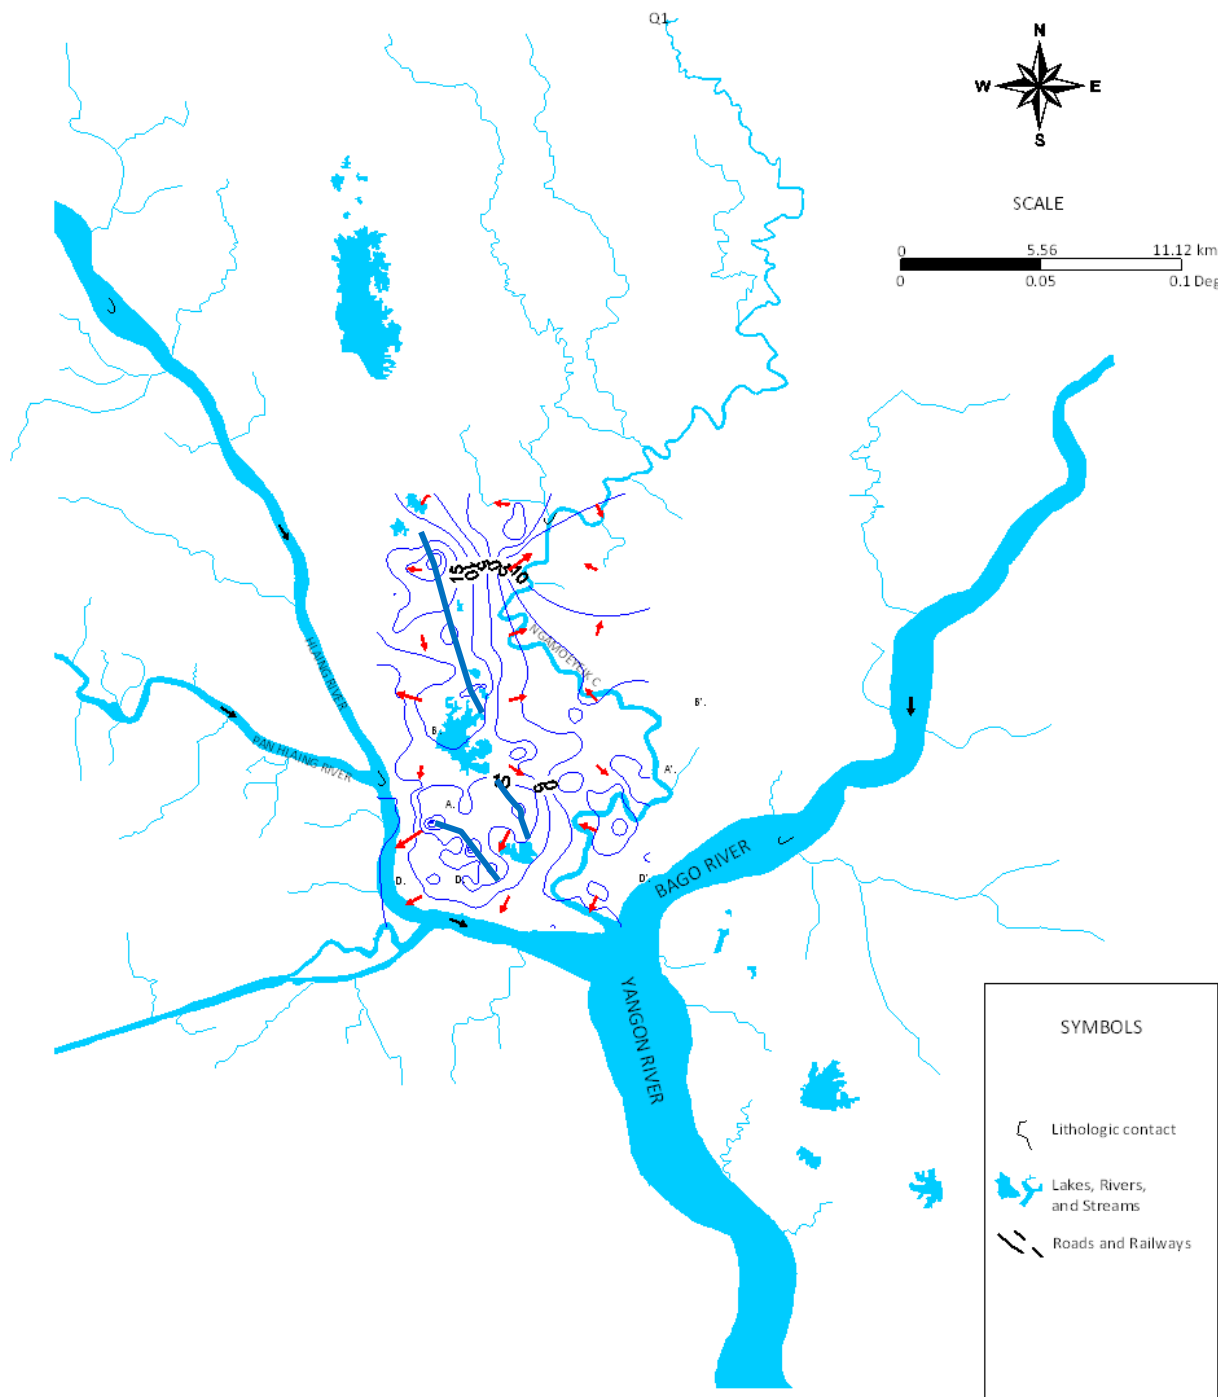 Q1
N
W E
S
SCALE
0 5.56 11.12 km
0 0.05 0.1 Deg
15
10
5
0
5
10
NGAMOEYEIK C
HLAING RIVER
PAN HLAING RIVER
B.
B'.
A'.
A.
10
5
0
D.
D.
D'.
BAGO RIVER
YANGON RIVER
SYMBOLS
Lithologic contact
Lakes, Rivers,
and Streams
Roads and Railways